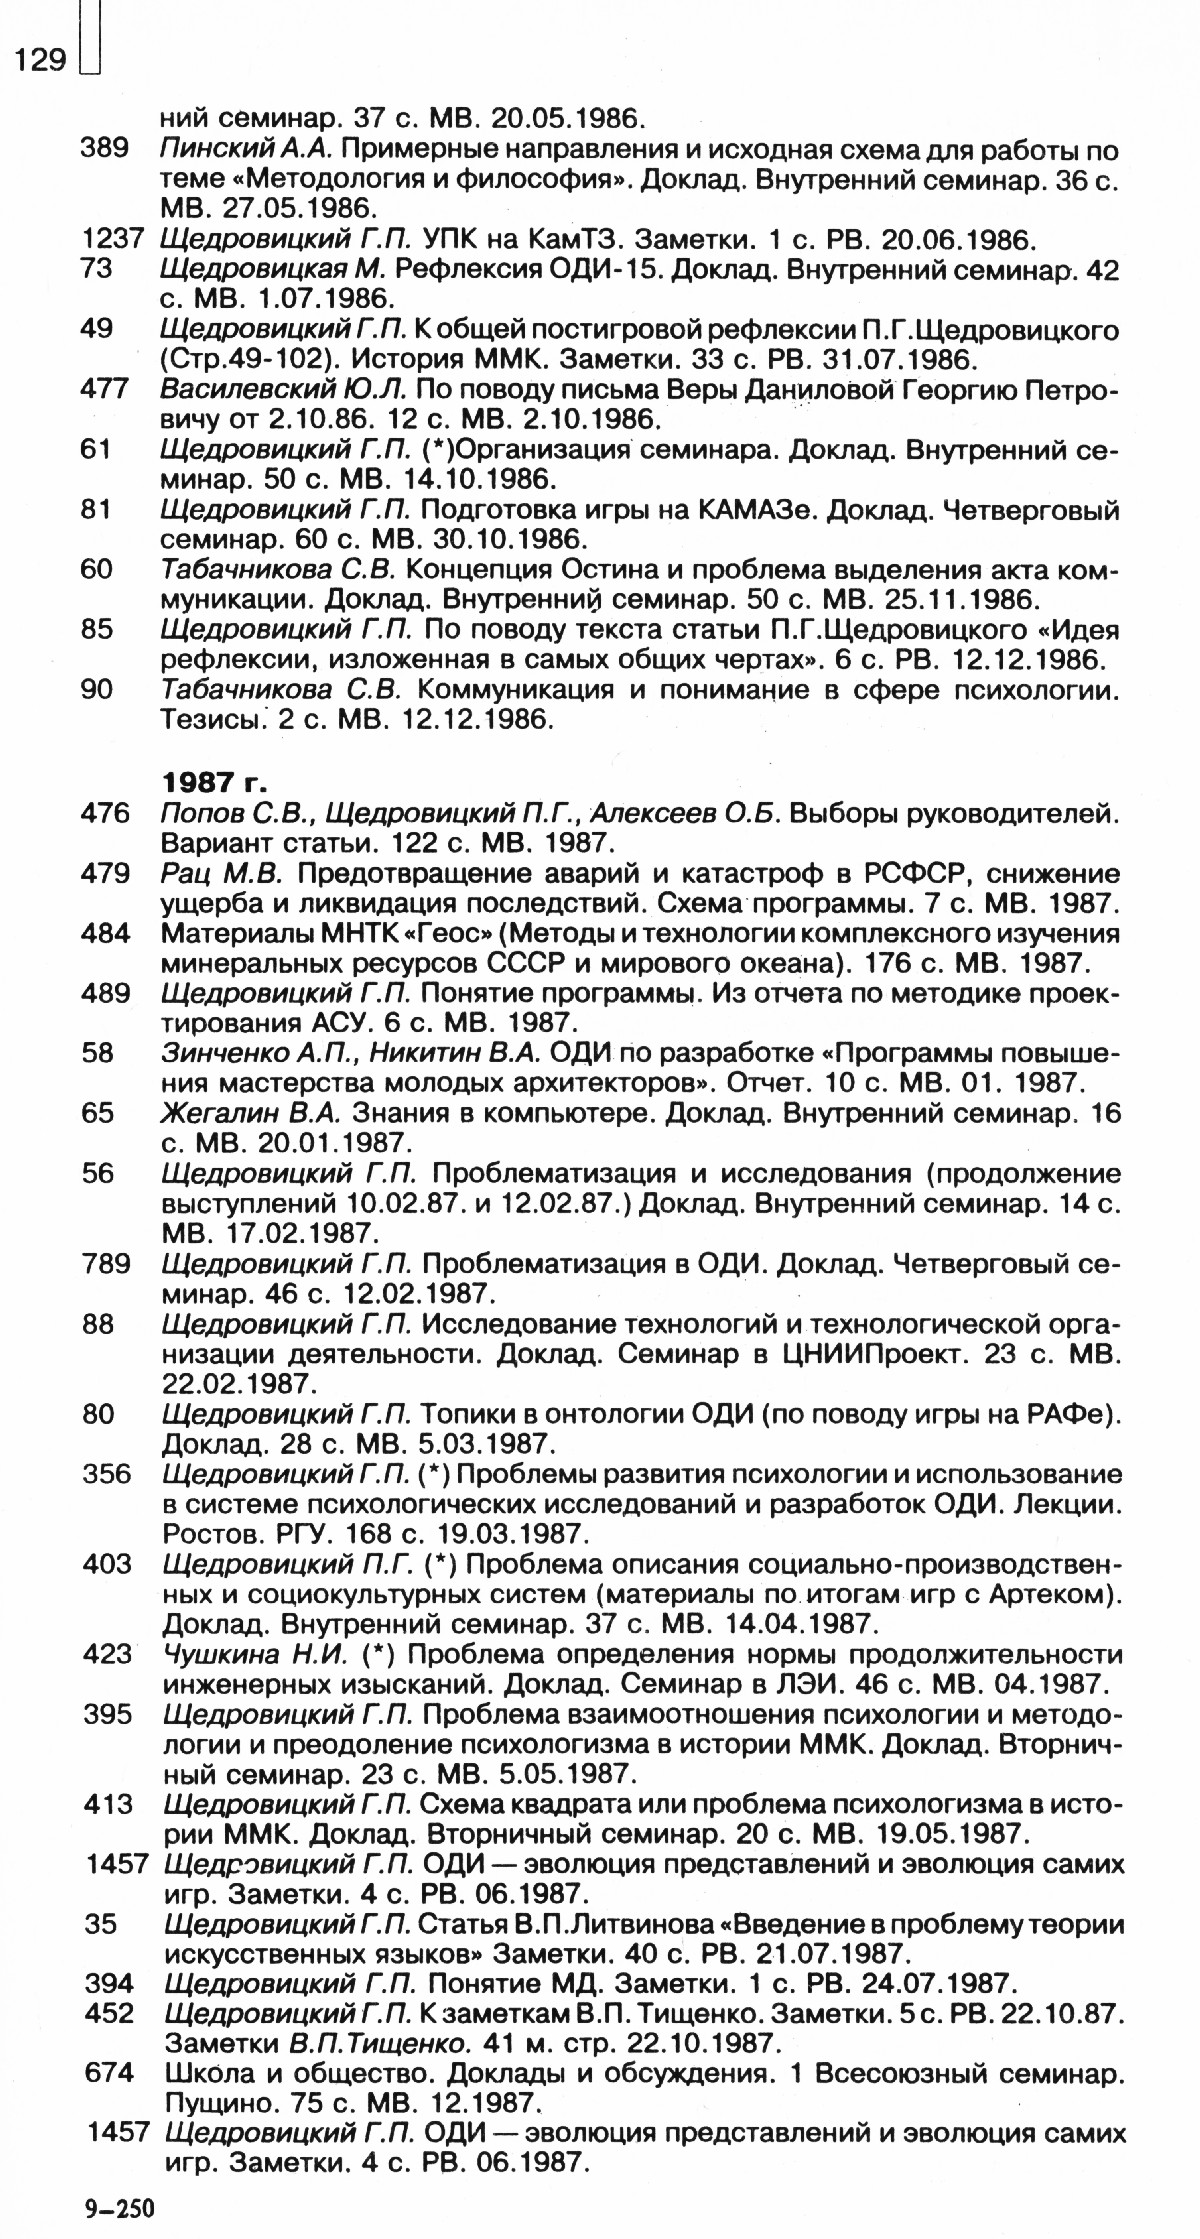 129
ний семинар. 37 с. МВ. 20.05.1986.
389 Пинский А.А. Примерные направления и исходная схема для работы по
теме «Методология и философия». Доклад. Внутренний семинар. 36 с.
МВ. 27.05.1986.
1237 Щедровицкий Г.П. УПК на КамТЗ. Заметки. 1 с. РВ. 20.06.1986.
73 Щедровицкая М. Рефлексия ОДИ-15. Доклад. Внутренний семинар. 42
с. МВ. 1.07.1986.
49 Щедровицкий Г.П. К общей постигровой рефлексии П.Г.Щедровицкого
(Стр.49-102). История ММК. Заметки. 33 с. РВ. 31.07.1986.
477 Василевский Ю.Л. По поводу письма Веры Даниловой Георгию Петро-
вичу от 2.10.86. 12 с. МВ. 2.10.1986.
61 Щедровицкий Г.П. (*)Организация семинара. Доклад. Внутренний се-
минар. 50 с. МВ. 14.10.1986.
81 Щедровицкий Г.П. Подготовка игры на КАМАЗе. Доклад. Четверговый
семинар. 60 с. МВ. 30.10.1986.
60 Табачникова С.В. Концепция Остина и проблема выделения акта ком-
муникации. Доклад. Внутренний семинар. 50 с. МВ. 25.11.1986.
85 Щедровицкий Г.П. По поводу текста статьи П.Г.Щедровицкого «Идея
рефлексии, изложенная в самых общих чертах». 6 с. РВ. 12.12.1986.
90 Табачникова С.В. Коммуникация и понимание в сфере психологии.
Тезисы. 2 с. МВ. 12.12.1986.
1987 г.
476 Попов С.В., Щедровицкий П.Г., Алексеев О.Б. Выборы руководителей.
Вариант статьи. 122 с. МВ. 1987.
479 Рац М.В. Предотвращение аварий и катастроф в РСФСР, снижение
ущерба и ликвидация последствий. Схема программы. 7 с. МВ. 1987.
484 Материалы МНТК «Геос» (Методы и технологии комплексного изучения
минеральных ресурсов СССР и мирового океана). 176 с. МВ. 1987.
489 Щедровицкий Г.П. Понятие программы. Из отчета по методике проек-
тирования АСУ. 6 с. МВ. 1987.
58 Зинченко А.П., Никитин В.А. ОДИ по разработке «Программы повыше-
ния мастерства молодых архитекторов». Отчет. 10 с. МВ. 01. 1987.
65 Жегалин В.А. Знания в компьютере. Доклад. Внутренний семинар. 16
с. МВ. 20.01.1987.
56 Щедровицкий Г.П. Проблематизация и исследования (продолжение
выступлений 10.02.87. и 12.02.87.) Доклад. Внутренний семинар. 14 с.
МВ. 17.02.1987.
789 Щедровицкий Г.П. Проблематизация в ОДИ. Доклад. Четверговый се-
минар. 46 с. 12.02.1987.
88 Щедровицкий Г.П. Исследование технологий и технологической орга-
низации деятельности. Доклад. Семинар в ЦНИИПроект. 23 с. МВ.
22.02.1987.
80 Щедровицкий Г.П. Топики в онтологии ОДИ (по поводу игры на РАФе).
Доклад. 28 с. МВ. 5.03.1987.
356 Щедровицкий Г.П. (*) Проблемы развития психологии и использование
в системе психологических исследований и разработок ОДИ. Лекции.
Ростов. РГУ. 168 с. 19.03.1987.
403 Щедровицкий П.Г. (*) Проблема описания социально-производствен-
ных и социокультурных систем (материалы по итогам игр с Артеком).
Доклад. Внутренний семинар. 37 с. МВ. 14.04.1987.
423 Чушкина Н.И. (*) Проблема определения нормы продолжительности
инженерных изысканий. Доклад. Семинар в ЛЭИ. 46 с. МВ. 04.1987.
395 Щедровицкий Г.П. Проблема взаимоотношения психологии и методо-
логии и преодоление психологизма в истории ММК. Доклад. Вторнич-
ный семинар. 23 с. МВ. 5.05.1987.
413 Щедровицкий Г.П. Схема квадрата или проблема психологизма в исто-
рии ММК. Доклад. Вторничный семинар. 20 с. МВ. 19.05.1987.
1457 Щедровицкий Г.П. ОДИ — эволюция представлений и эволюция самих
игр. Заметки. 4 с. РВ. 06.1987.
35 Щедровицкий Г.П. Статья В.П.Литвинова «Введение в проблему теории
искусственных языков» Заметки. 40 с. РВ. 21.07.1987.
394 Щедровицкий Г.П. Понятие МД. Заметки. 1 с. РВ. 24.07.1987.
452 Щедровицкий Г.П. К заметкам В.П. Тищенко. Заметки. 5 с. РВ. 22.10.87.
Заметки В.П.Тищенко. 41 м. стр. 22.10.1987.
674 Школа и общество. Доклады и обсуждения. 1 Всесоюзный семинар.
Пущино. 75 с. МВ. 12.1987.
1457 Щедровицкий Г.П. ОДИ — эволюция представлений и эволюция самих
игр. Заметки. 4 с. РВ. 06.1987.
9–250